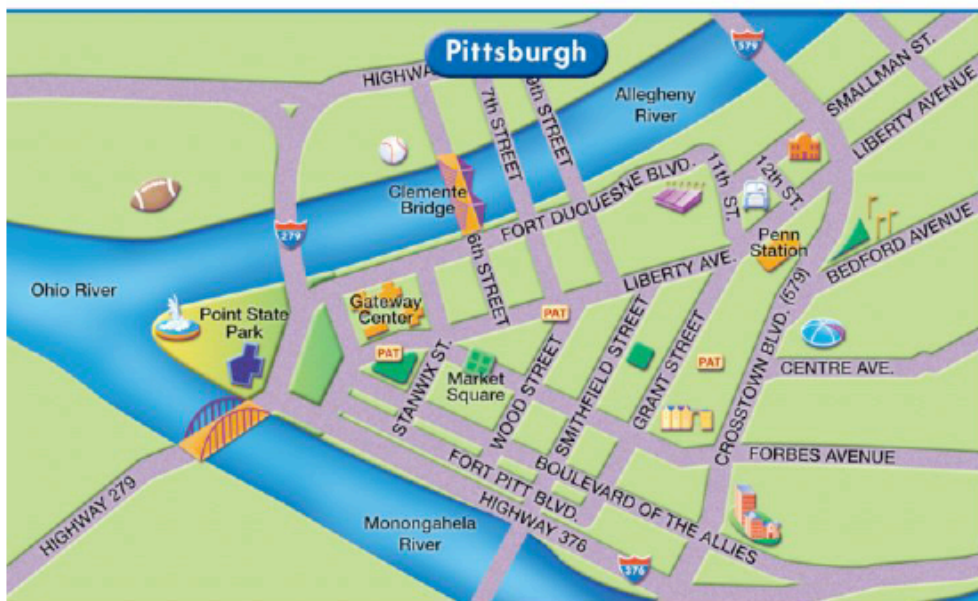 Pittsburgh
579
HIGHWAY
SMALLMAN ST.
7th STREET
9th STREET
Allegheny
River
LIBERTY AVENUE
Clemente
Bridge
FORT DUQUESNE BLVD.
11th ST.
12th ST.
279
6th STREET
Penn
Station
BEDFORD AVENUE
Ohio River
LIBERTY AVE.
Point State
Park
Gateway
Center
PAT
PAT
STANWIX ST.
Market
Square
WOOD STREET
SMITHFIELD STREET
GRANT STREET
PAT
CROSSTOWN BLVD. (579)
CENTRE AVE.
FORBES AVENUE
HIGHWAY 279
FORT PITT BLVD.
BOULEVARD OF THE ALLIES
HIGHWAY 376
Monongahela
River
376